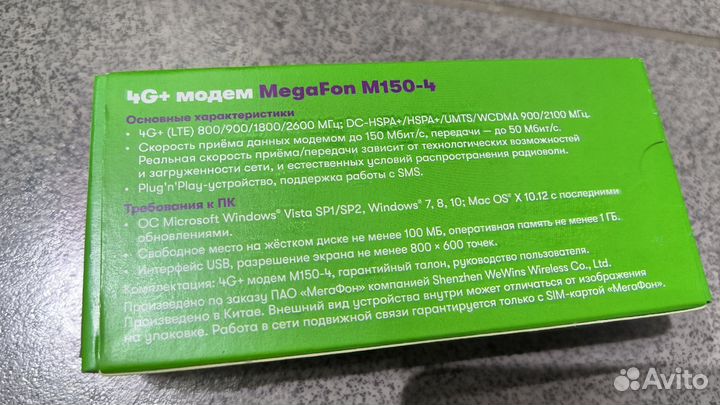 4G+ модем MegaFon M150-4
Основные характеристики
• 4G+ (LTE) 800/900/1800/2600 МГц; DC-HSPA+/HSPA+/UMTS/WCDMA 900/2100 МГц.
• Скорость приёма данных модемом до 150 Мбит/с, передачи — до 50 Мбит/с.
Реальная скорость приёма/передачи зависит от технологических возможностей
и загруженности сети, и естественных условий распространения радиоволн.
• Plug'n'Play-устройство, поддержка работы с SMS.
Требования к ПК
• ОС Microsoft Windows® Vista SP1/SP2, Windows® 7, 8, 10; Mac OS® X 10.12 с последними
обновлениями.
• Свободное место на жёстком диске не менее 100 МБ, оперативная память не менее 1 ГБ.
• Интерфейс USB, разрешение экрана не менее 800 × 600 точек.
Комплектация: 4G+ модем M150-4, гарантийный талон, руководство пользователя.
Произведено по заказу ПАО «МегаФон» компанией Shenzhen WeWins Wireless Co., Ltd.
Произведено в Китае. Внешний вид устройства внутри может отличаться от изображения
на упаковке. Работа в сети подвижной связи гарантируется только с SIM-картой «МегаФон».
Avito